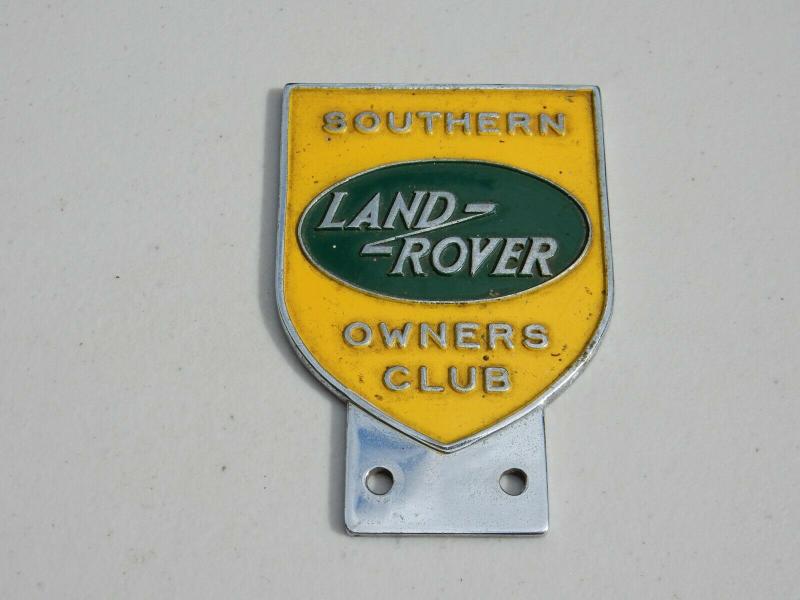 SOUTHERN
LAND-
-ROVER
OWNERS
CLUB